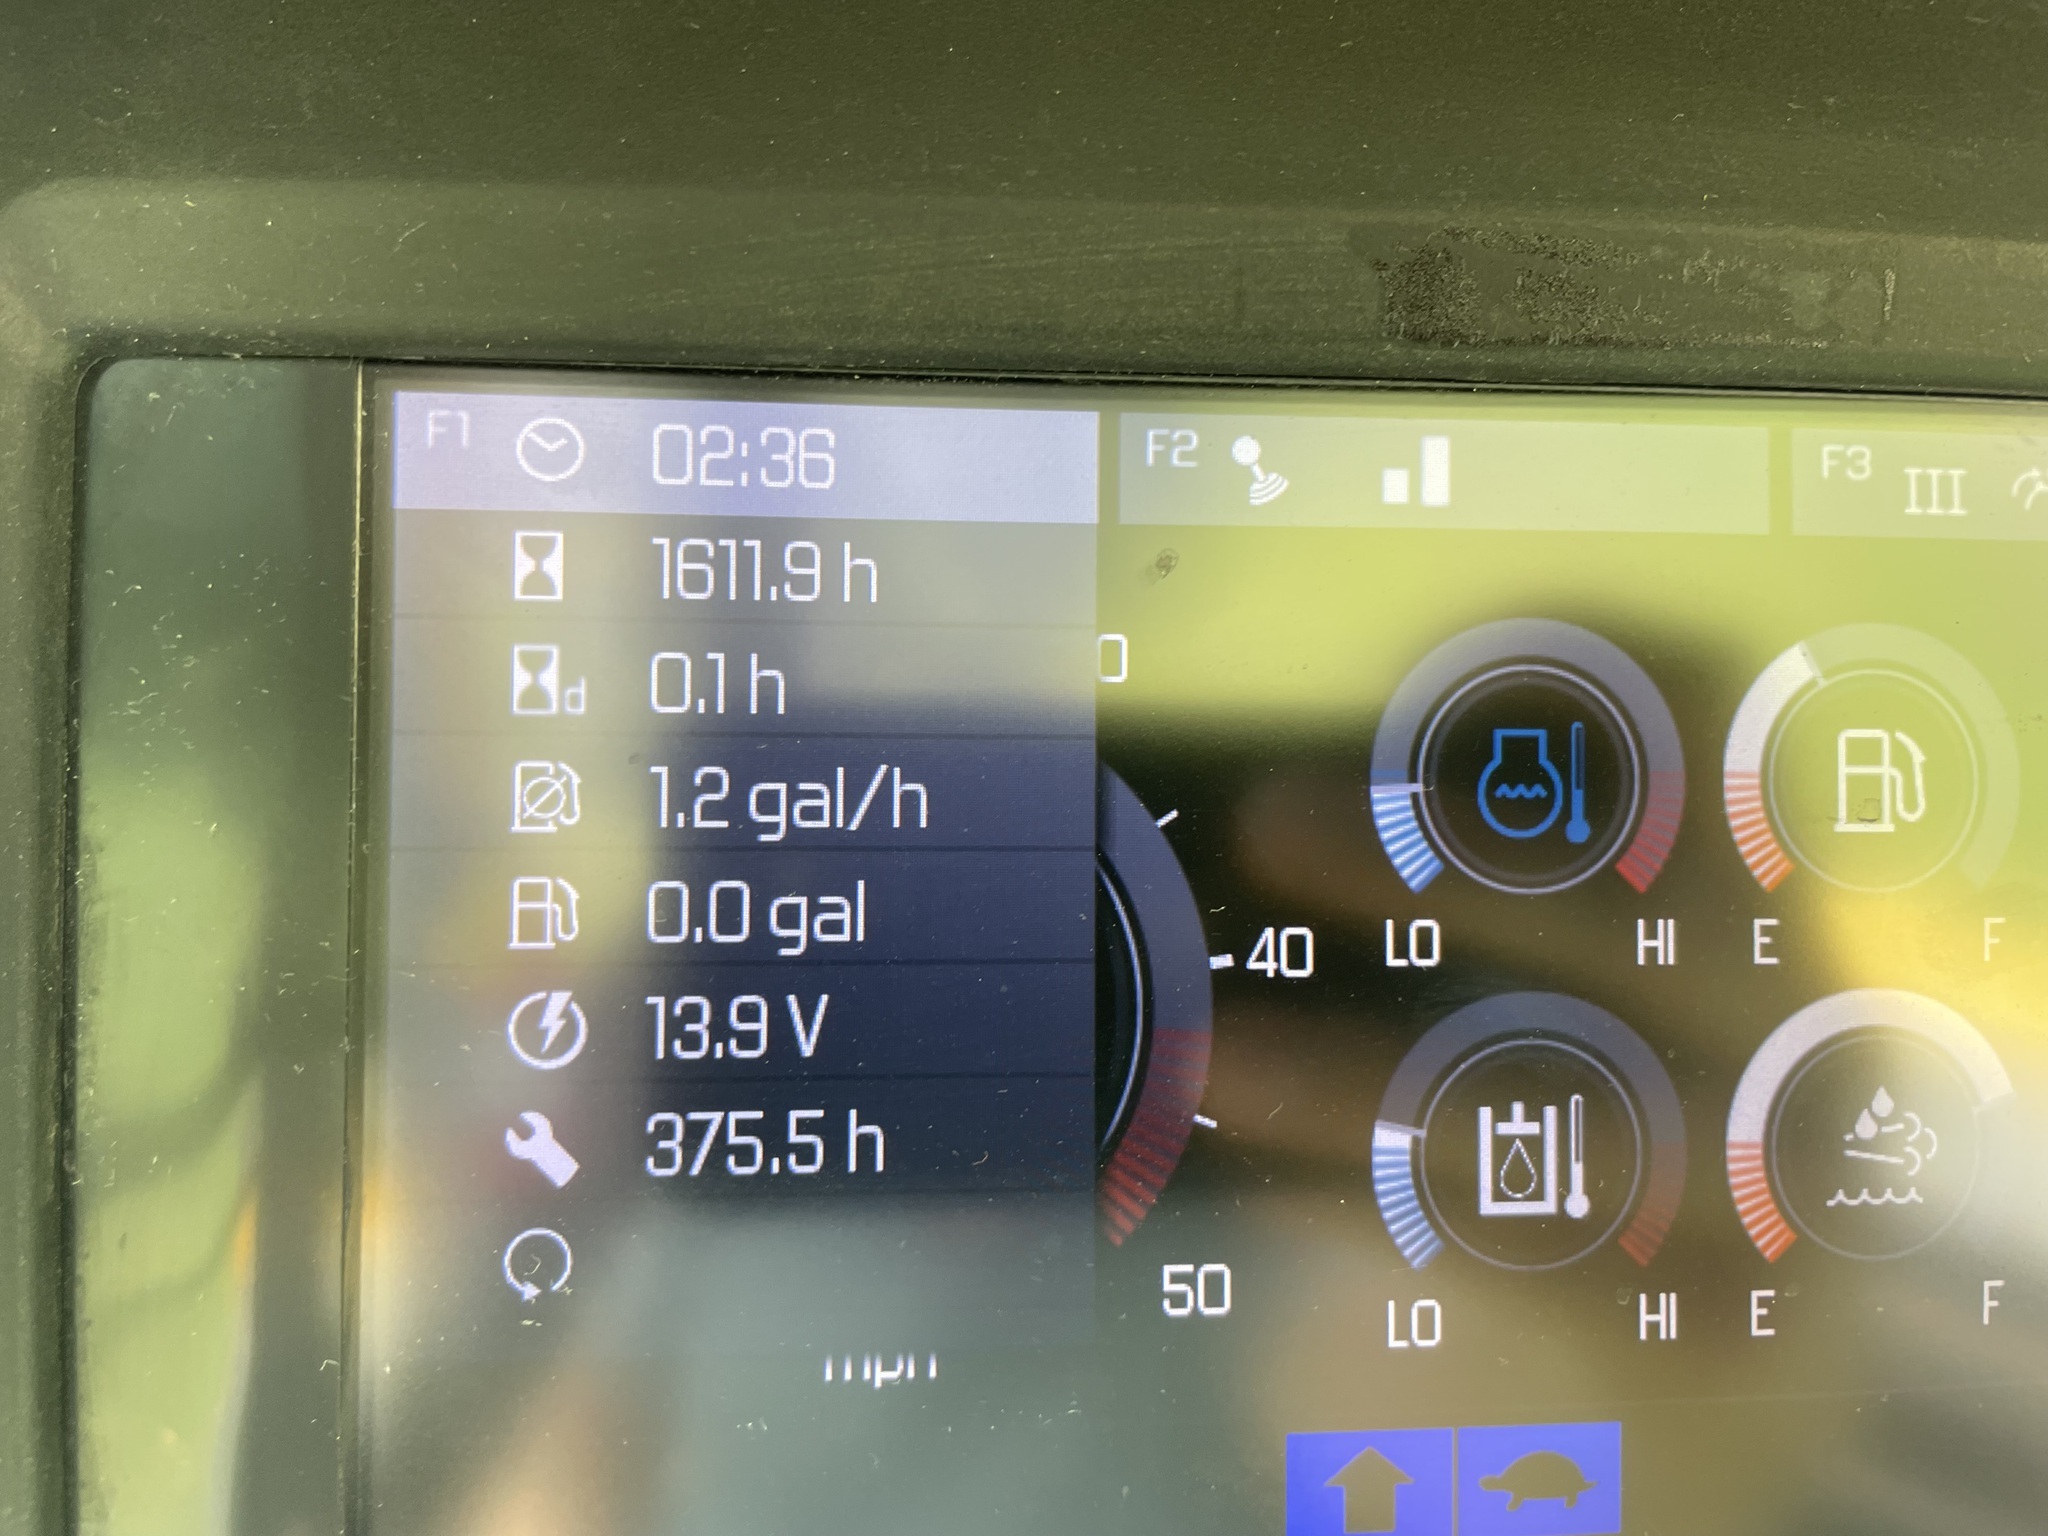 F1 02:36
F2
F3 III
1611.9 h
0.1 h
d
1.2 gal/h
0.0 gal
13.9 V
375.5 h
mph
0
40
50
LO HI
E F
LO HI
E F